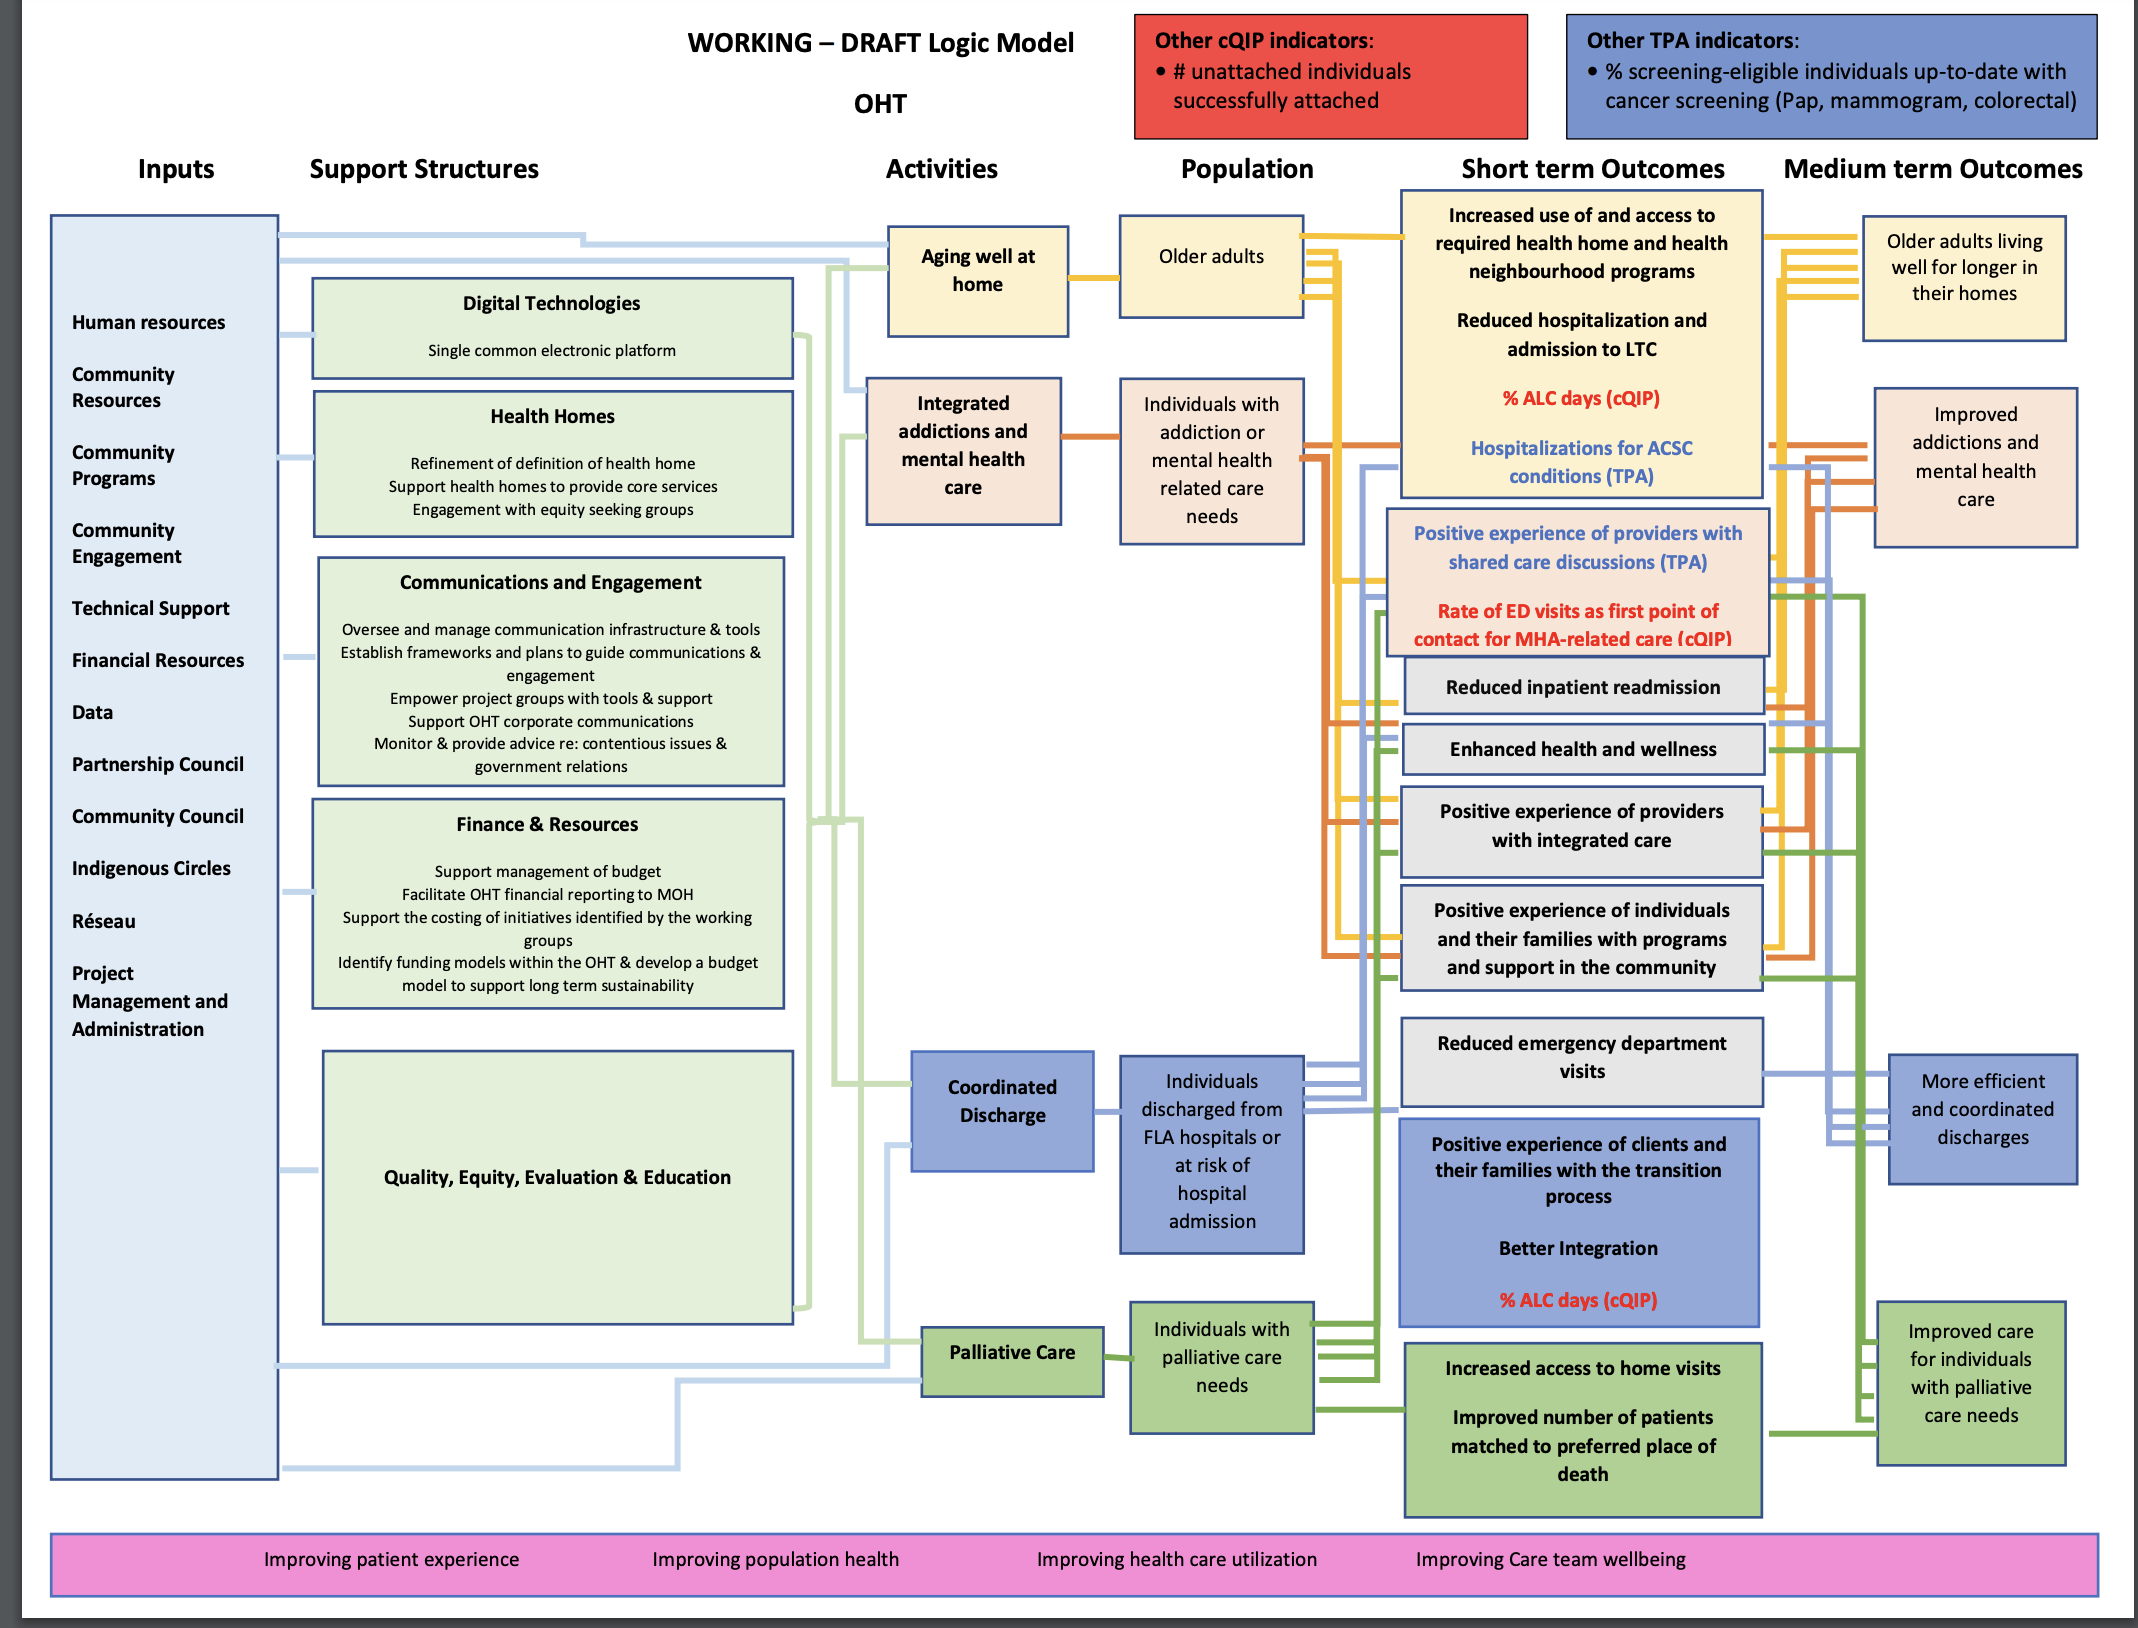 WORKING – DRAFT Logic Model
OHT
Other cQIP indicators:
• # unattached individuals
successfully attached
Other TPA indicators:
• % screening-eligible individuals up-to-date with
cancer screening (Pap, mammogram, colorectal)
Inputs
Support Structures
Activities
Population
Short term Outcomes
Medium term Outcomes
Human resources
Community
Resources
Community
Programs
Community
Engagement
Technical Support
Financial Resources
Data
Partnership Council
Community Council
Indigenous Circles
Réseau
Project
Management and
Administration
Digital Technologies
Single common electronic platform
Health Homes
Refinement of definition of health home
Support health homes to provide core services
Engagement with equity seeking groups
Communications and Engagement
Oversee and manage communication infrastructure & tools
Establish frameworks and plans to guide communications &
engagement
Empower project groups with tools & support
Support OHT corporate communications
Monitor & provide advice re: contentious issues &
government relations
Finance & Resources
Support management of budget
Facilitate OHT financial reporting to MOH
Support the costing of initiatives identified by the working
groups
Identify funding models within the OHT & develop a budget
model to support long term sustainability
Quality, Equity, Evaluation & Education
Aging well at
home
Integrated
addictions and
mental health
care
Coordinated
Discharge
Palliative Care
Older adults
Individuals with
addiction or
mental health
related care
needs
Individuals
discharged from
FLA hospitals or
at risk of
hospital
admission
Individuals with
palliative care
needs
Increased use of and access to
required health home and health
neighbourhood programs
Reduced hospitalization and
admission to LTC
% ALC days (cQIP)
Hospitalizations for ACSC
conditions (TPA)
Positive experience of providers with
shared care discussions (TPA)
Rate of ED visits as first point of
contact for MHA-related care (cQIP)
Reduced inpatient readmission
Enhanced health and wellness
Positive experience of providers
with integrated care
Positive experience of individuals
and their families with programs
and support in the community
Reduced emergency department
visits
Positive experience of clients and
their families with the transition
process
Better Integration
% ALC days (cQIP)
Increased access to home visits
Improved number of patients
matched to preferred place of
death
Older adults living
well for longer in
their homes
Improved
addictions and
mental health
care
More efficient
and coordinated
discharges
Improved care
for individuals
with palliative
care needs
Improving patient experience
Improving population health
Improving health care utilization
Improving Care team wellbeing